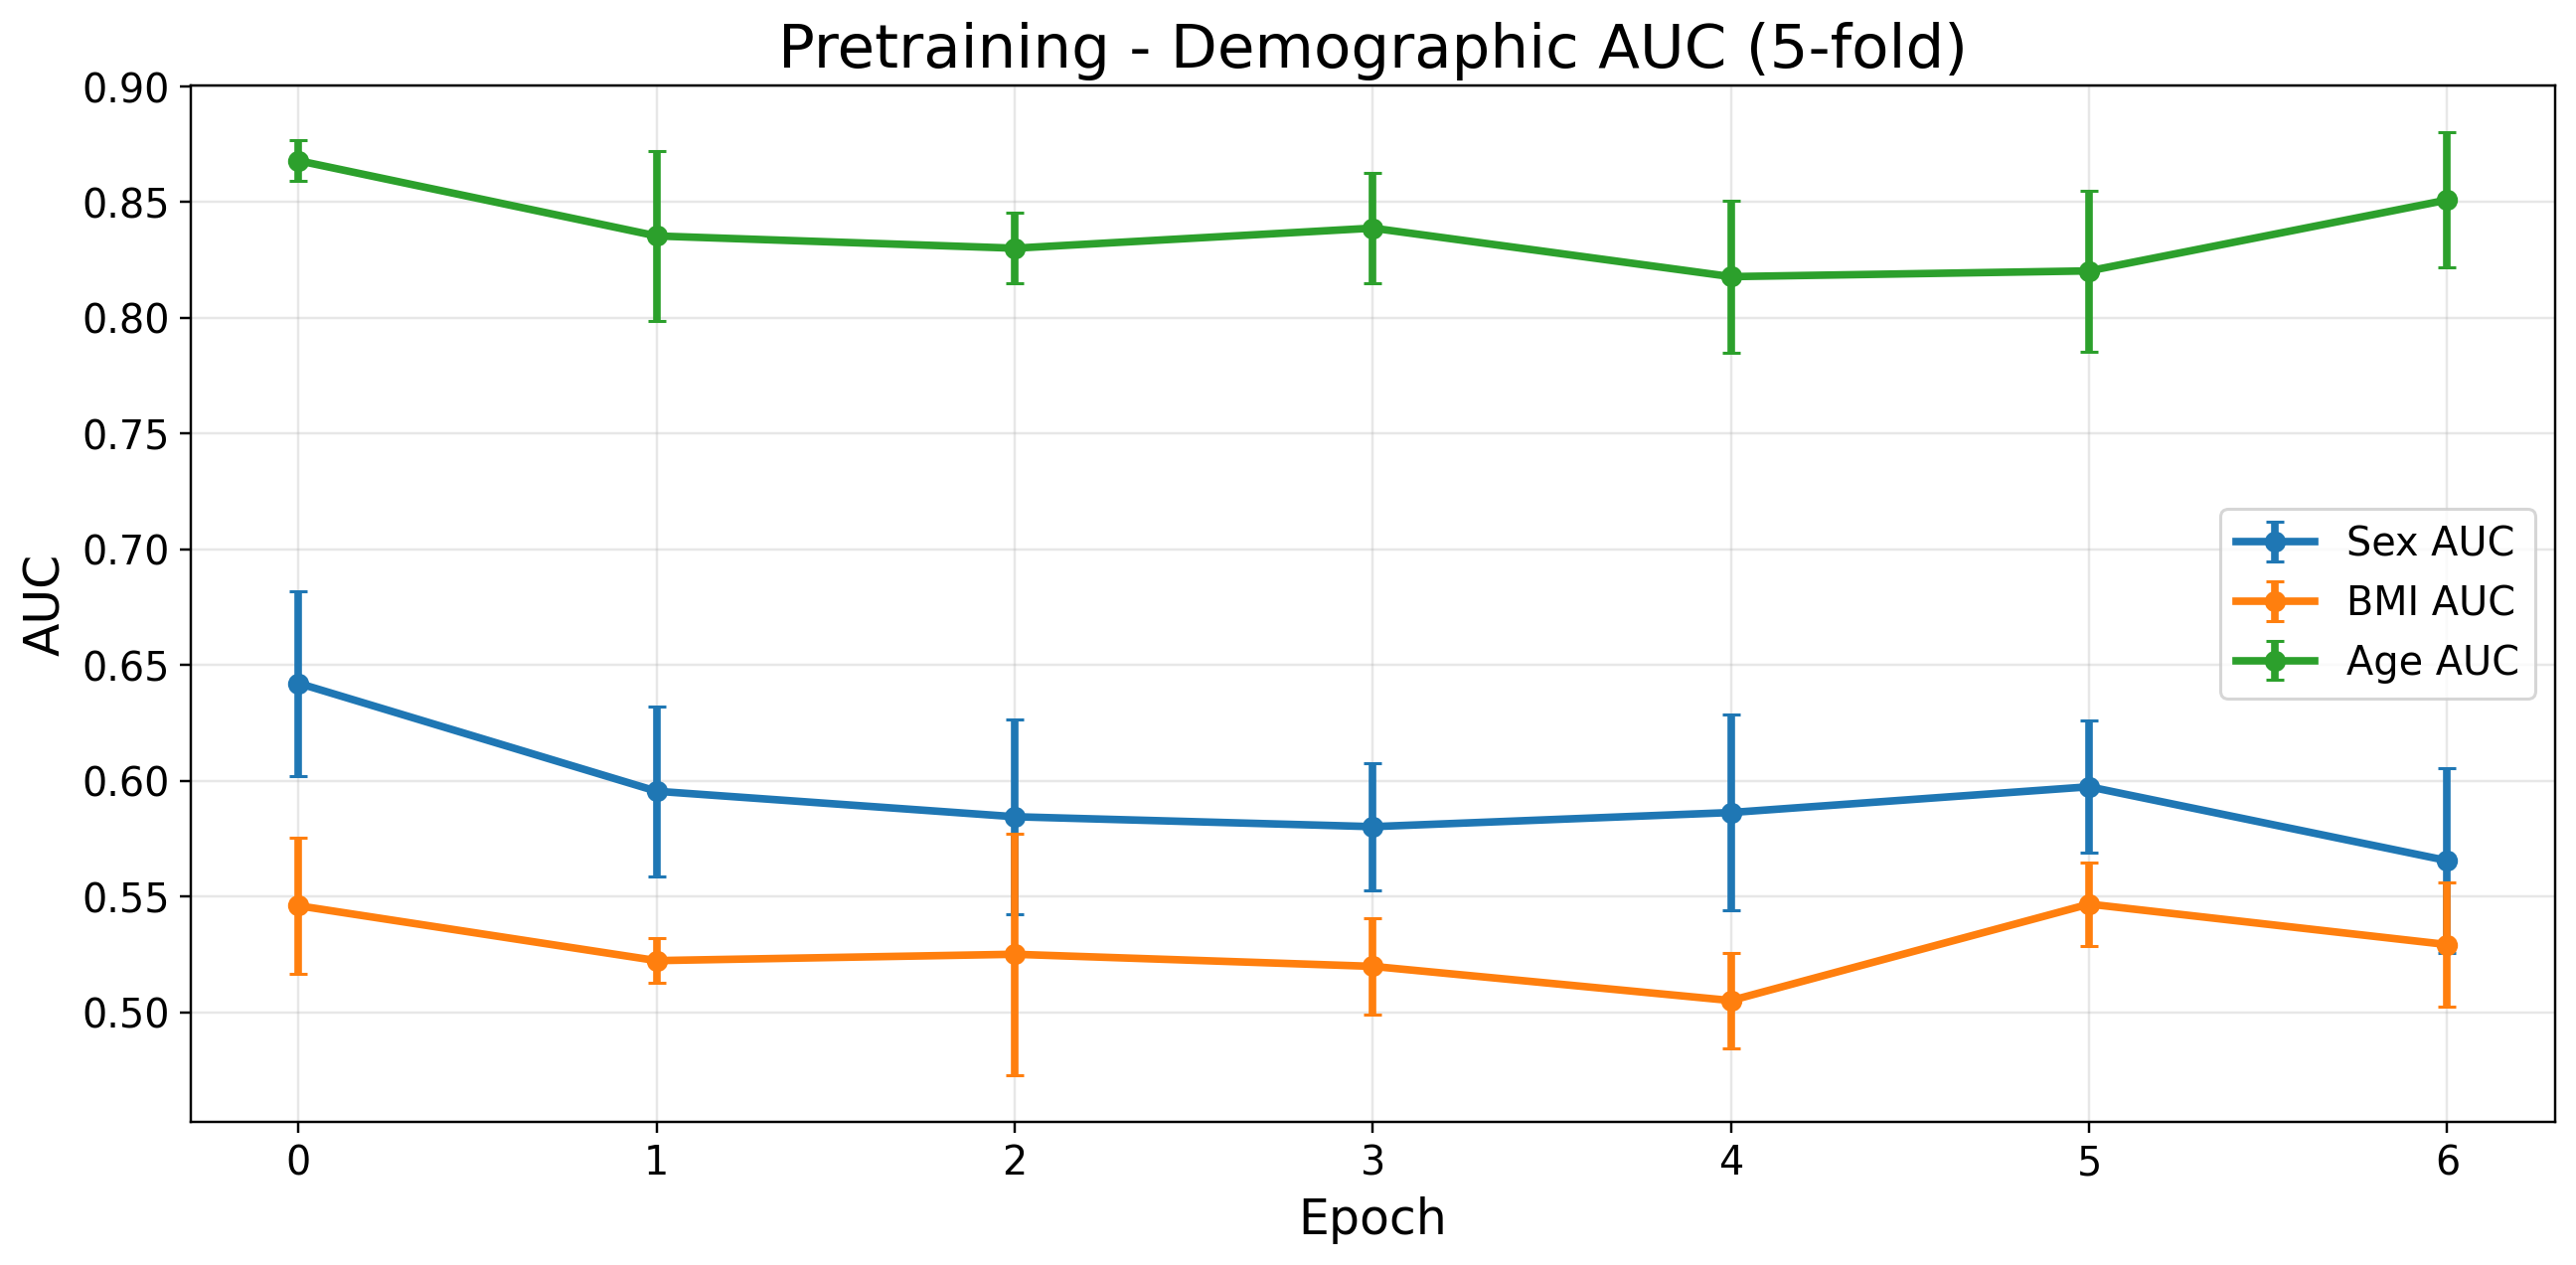 Pretraining - Demographic AUC (5-fold)
0.90
0.85
0.80
0.75
0.70
0.65
0.60
0.55
0.50
AUC
Sex AUC
BMI AUC
Age AUC
0 1 2 3 4 5 6
Epoch